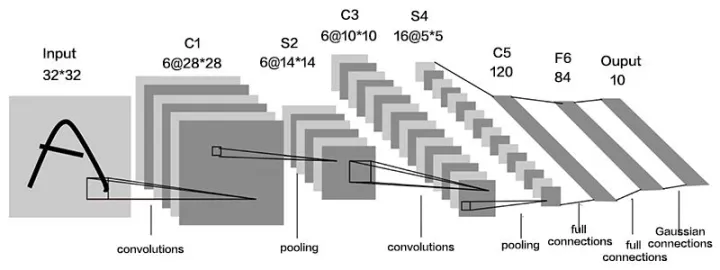 Input
32*32
C1
6@28*28
S2
6@14*14
C3
6@10*10
S4
16@5*5
C5
120
F6
84
Ouput
10
A
convolutions
pooling
convolutions
pooling
full
connections
full
connections
Gaussian
connections